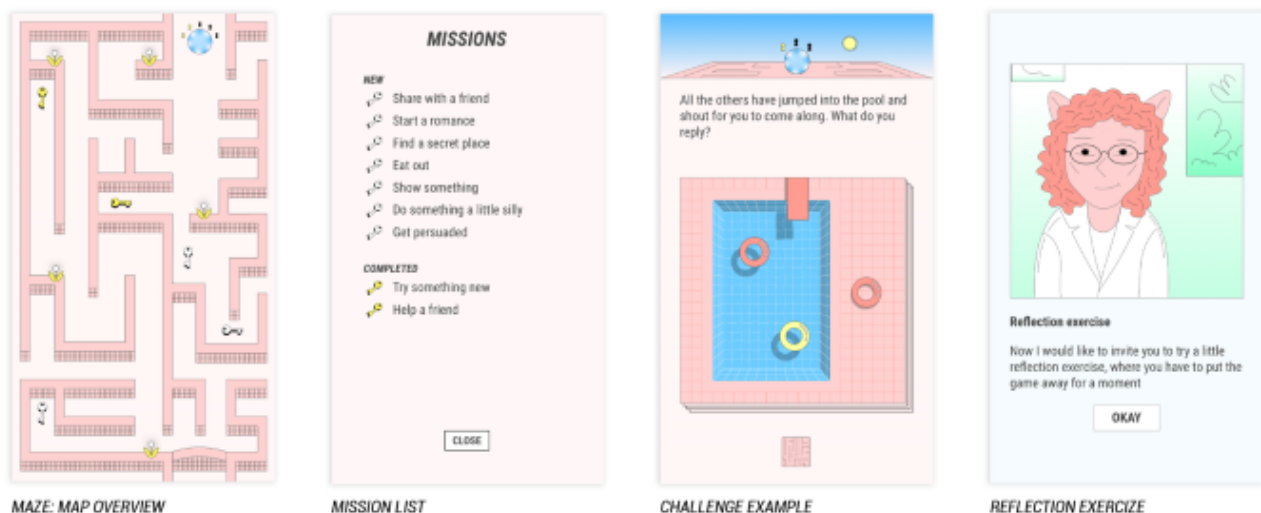 MISSIONS
NEW
Share with a friend
Start a romance
Find a secret place
Eat out
Show something
Do something a little silly
Get persuaded
COMPLETED
Try something new
Help a friend
CLOSE
All the others have jumped into the pool and
shout for you to come along. What do you
reply?
Reflection exercise
Now I would like to invite you to try a little
reflection exercise, where you have to put the
game away for a moment
OKAY
MAZE: MAP OVERVIEW
MISSION LIST
CHALLENGE EXAMPLE
REFLECTION EXERCIZE